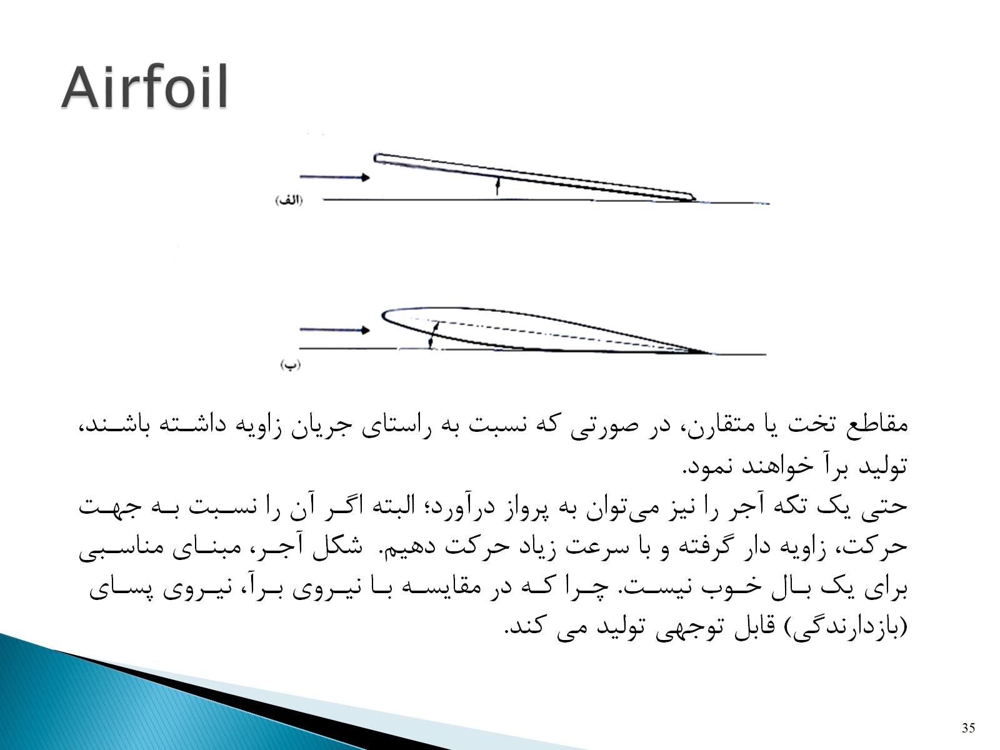 Airfoil
(الف)
(ب)
مقاطع تخت یا متقارن، در صورتی که نسبت به راستای جریان زاویه داشته باشند،
تولید برآ خواهند نمود.
حتی یک تکه آجر را نیز می‌توان به پرواز درآورد؛ البته اگر آن را نسبت به جهت
حرکت، زاویه دار گرفته و با سرعت زیاد حرکت دهیم. شکل آجر، مبنای مناسبی
برای یک بال خوب نیست. چرا که در مقایسه با نیروی برآ، نیروی پسای
(بازدارندگی) قابل توجهی تولید می کند.
35